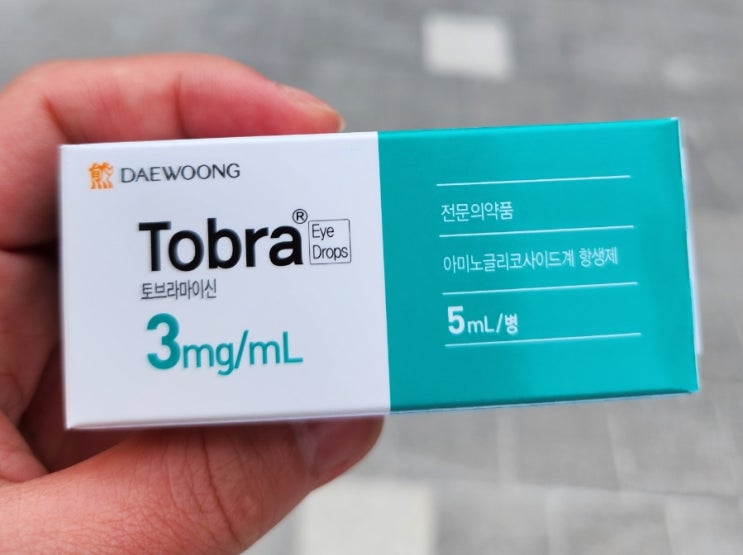 DAEWOONG
Tobra® Eye Drops
토브라마이신
3mg/mL
전문의약품
아미노글리코사이드계 항생제
5mL/병